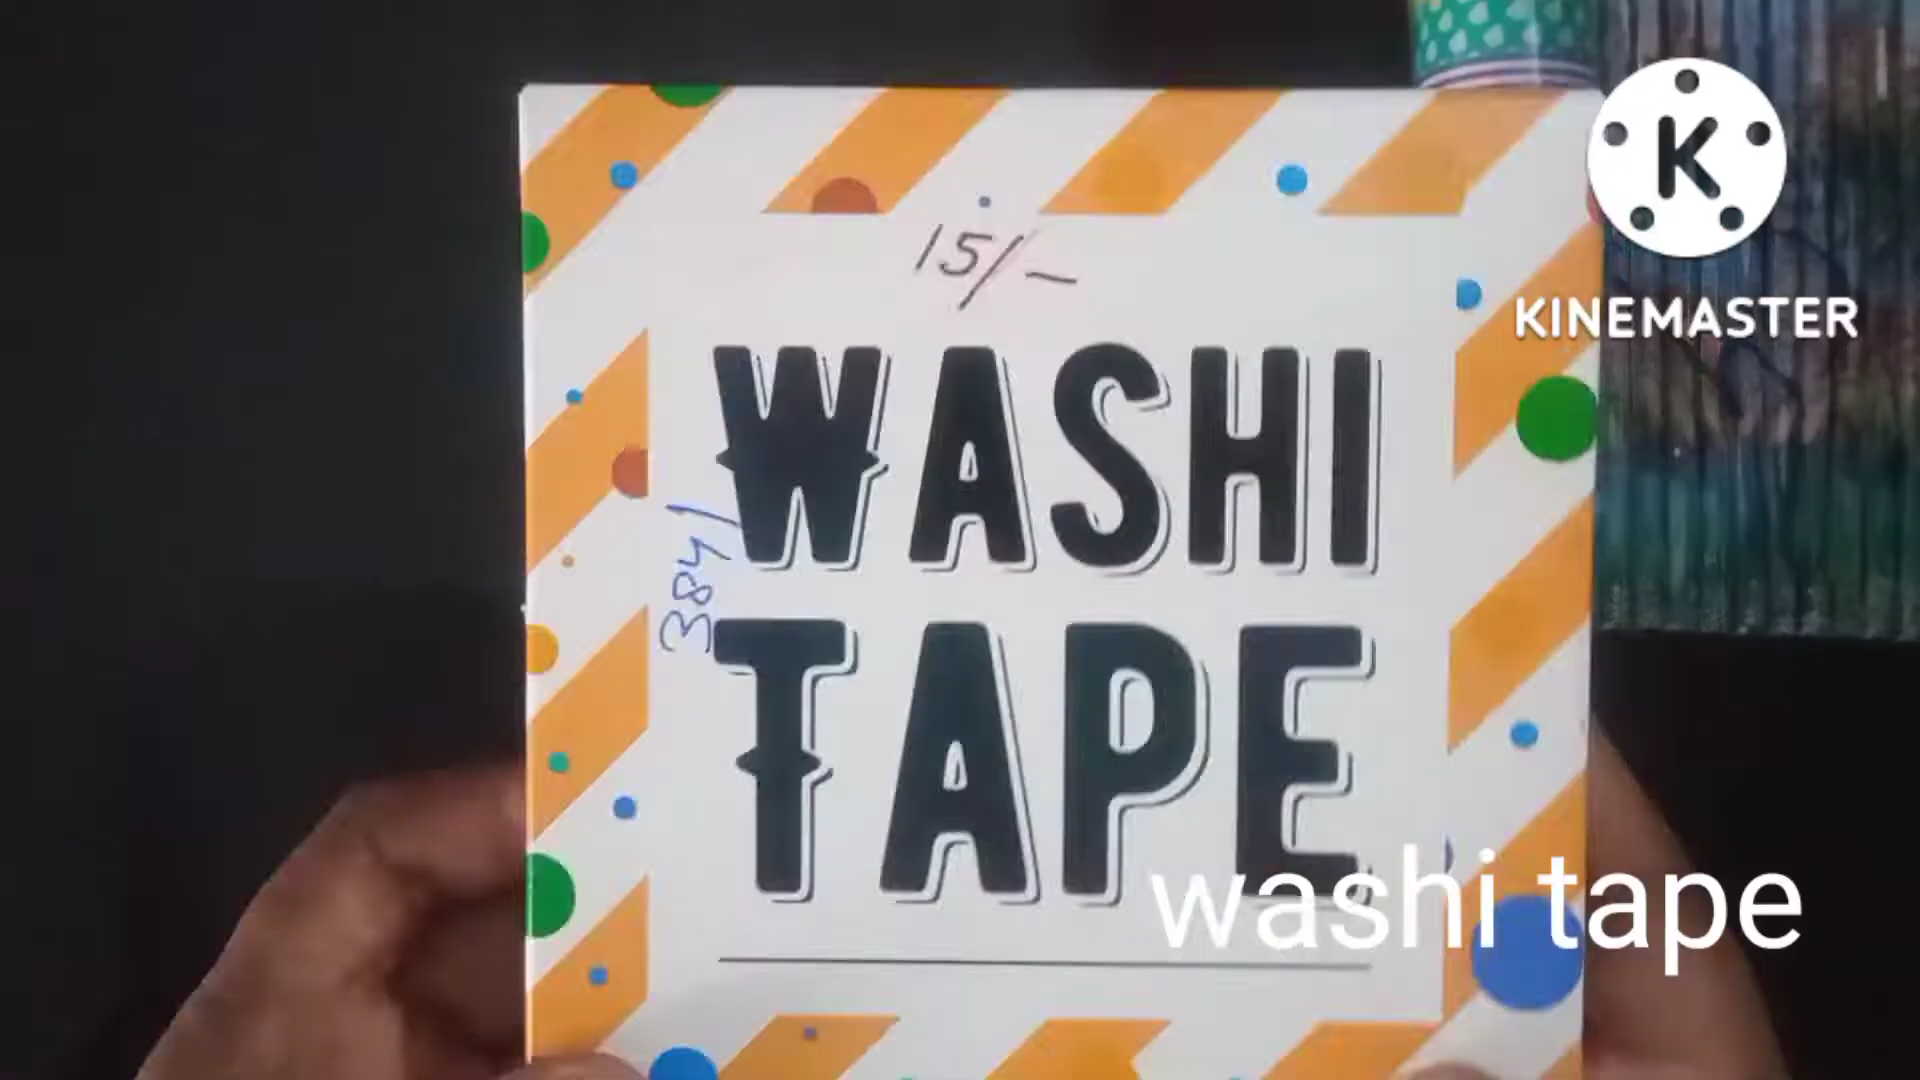 15/-
WASHI
384/
TAPE
washi tape
K
KINEMASTER